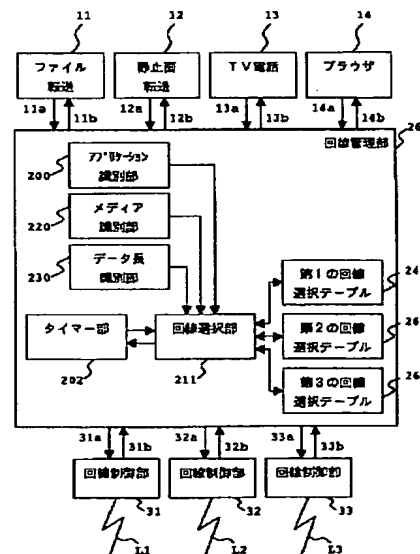 11
12
13
14
ファイル
転送
静止画
転送
TV電話
ブラウザ
11a
11b
12a
12b
13a
13b
14a
14b
26
回線管理部
アプリケーション
識別部
200
メディア
識別部
220
データ長
識別部
230
タイマー部
202
回線選択部
211
第1の回線
選択テーブル
24
第2の回線
選択テーブル
26
第3の回線
選択テーブル
26
31a
31b
32a
32b
33a
33b
回線制御部
回線制御部
回線制御部
31
32
33
L1
L2
L3